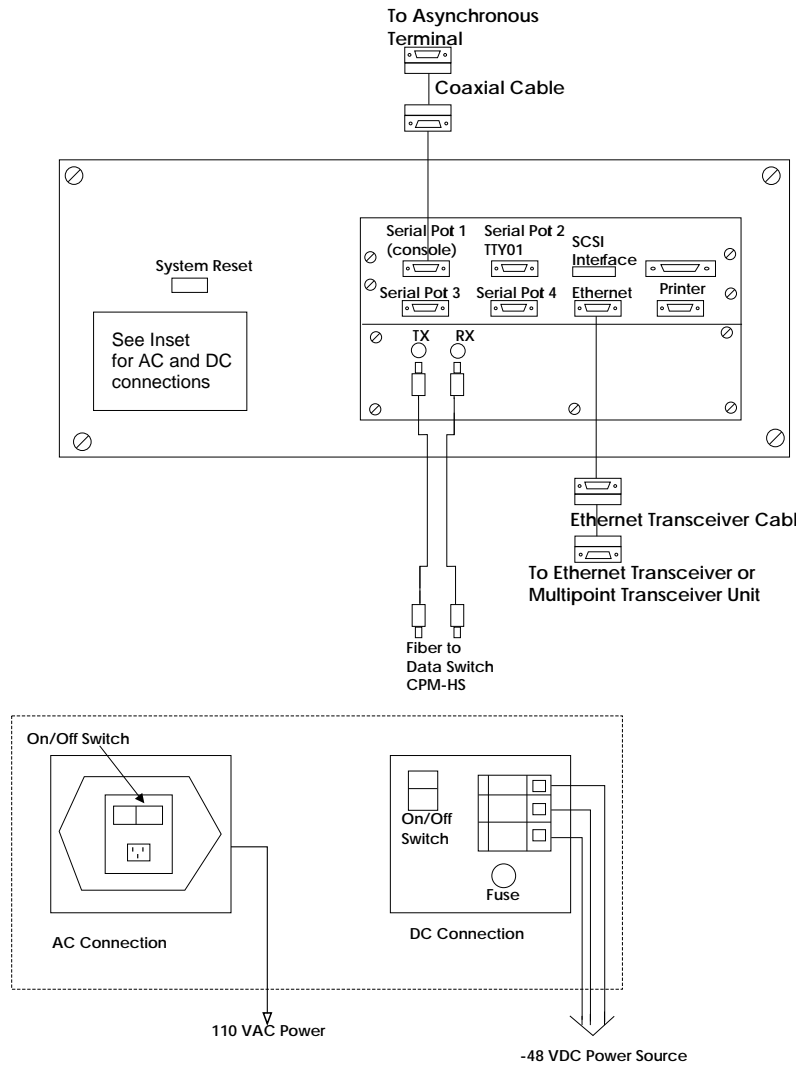 To Asynchronous
Terminal
Coaxial Cable
Serial Pot 1
(console)
Serial Pot 2
TTY01
SCSI
Interface
System Reset
Serial Pot 3
Serial Pot 4
Ethernet
Printer
See Inset
for AC and DC
connections
TX
RX
Ethernet Transceiver Cabl
To Ethernet Transceiver or
Multipoint Transceiver Unit
Fiber to
Data Switch
CPM-HS
On/Off Switch
On/Off
Switch
Fuse
AC Connection
DC Connection
110 VAC Power
-48 VDC Power Source